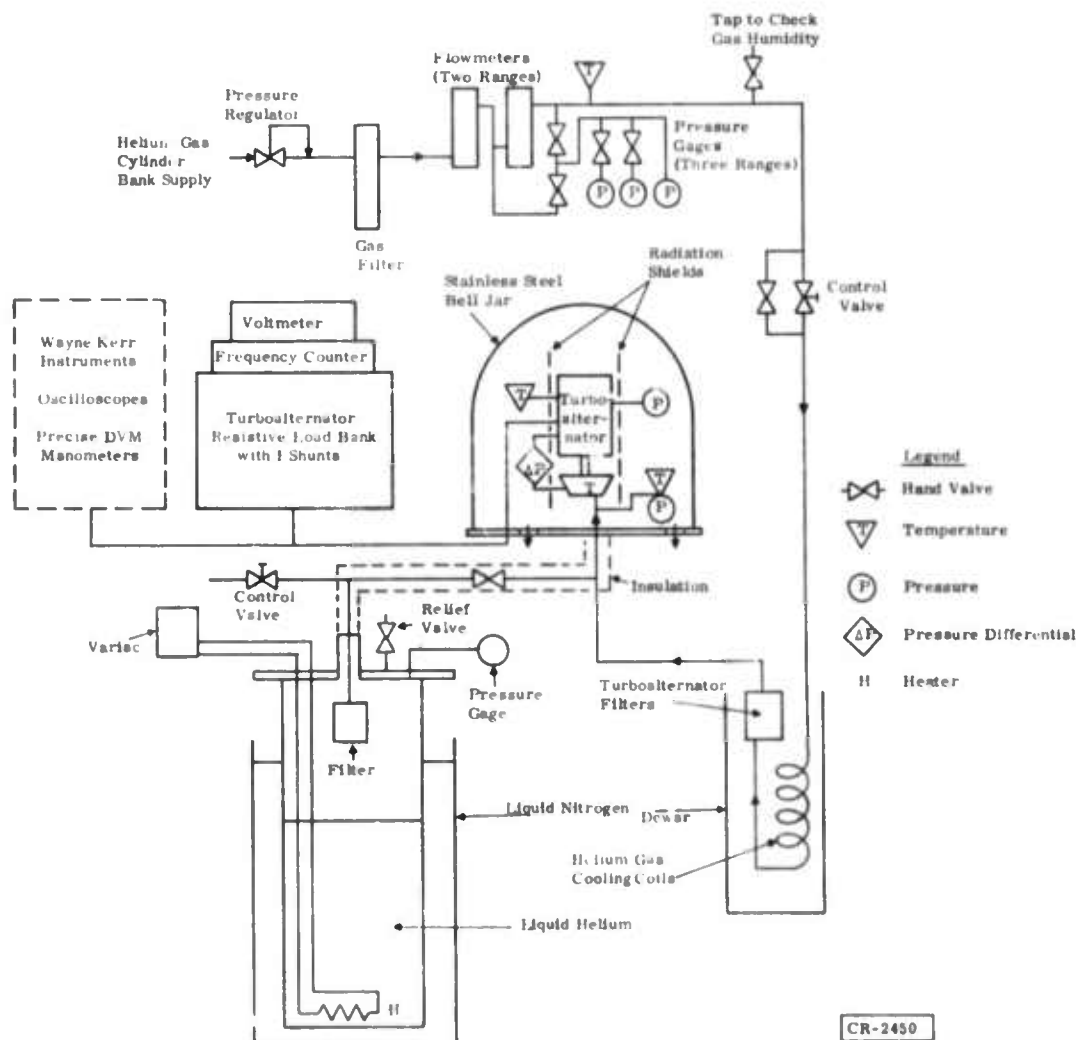 Tap to Check
Gas Humidity
Flowmeters
(Two Ranges)
T
Pressure
Regulator
Helium Gas
Cylinder
Bank Supply
Pressure
Gages
(Three Ranges)
P
P
P
Gas
Filter
Radiation
Shields
Stainless Steel
Bell Jar
Control
Valve
Voltmeter
Frequency Counter
Turboalternator
Resistive Load Bank
with I Shunts
Wayne Kerr
Instruments
Oscilloscopes
Precise DVM
Manometers
T
Turbo-
alter-
nator
P
ΔP
T
T
P
Legend
Hand Valve
T
Temperature
P
Pressure
ΔP
Pressure Differential
H
Heater
Insulation
Control
Valve
Relief
Valve
Variac
Pressure
Gage
Turboalternator
Filters
Filter
Liquid Nitrogen
Dewar
Helium Gas
Cooling Coils
Liquid Helium
H
CR-2450